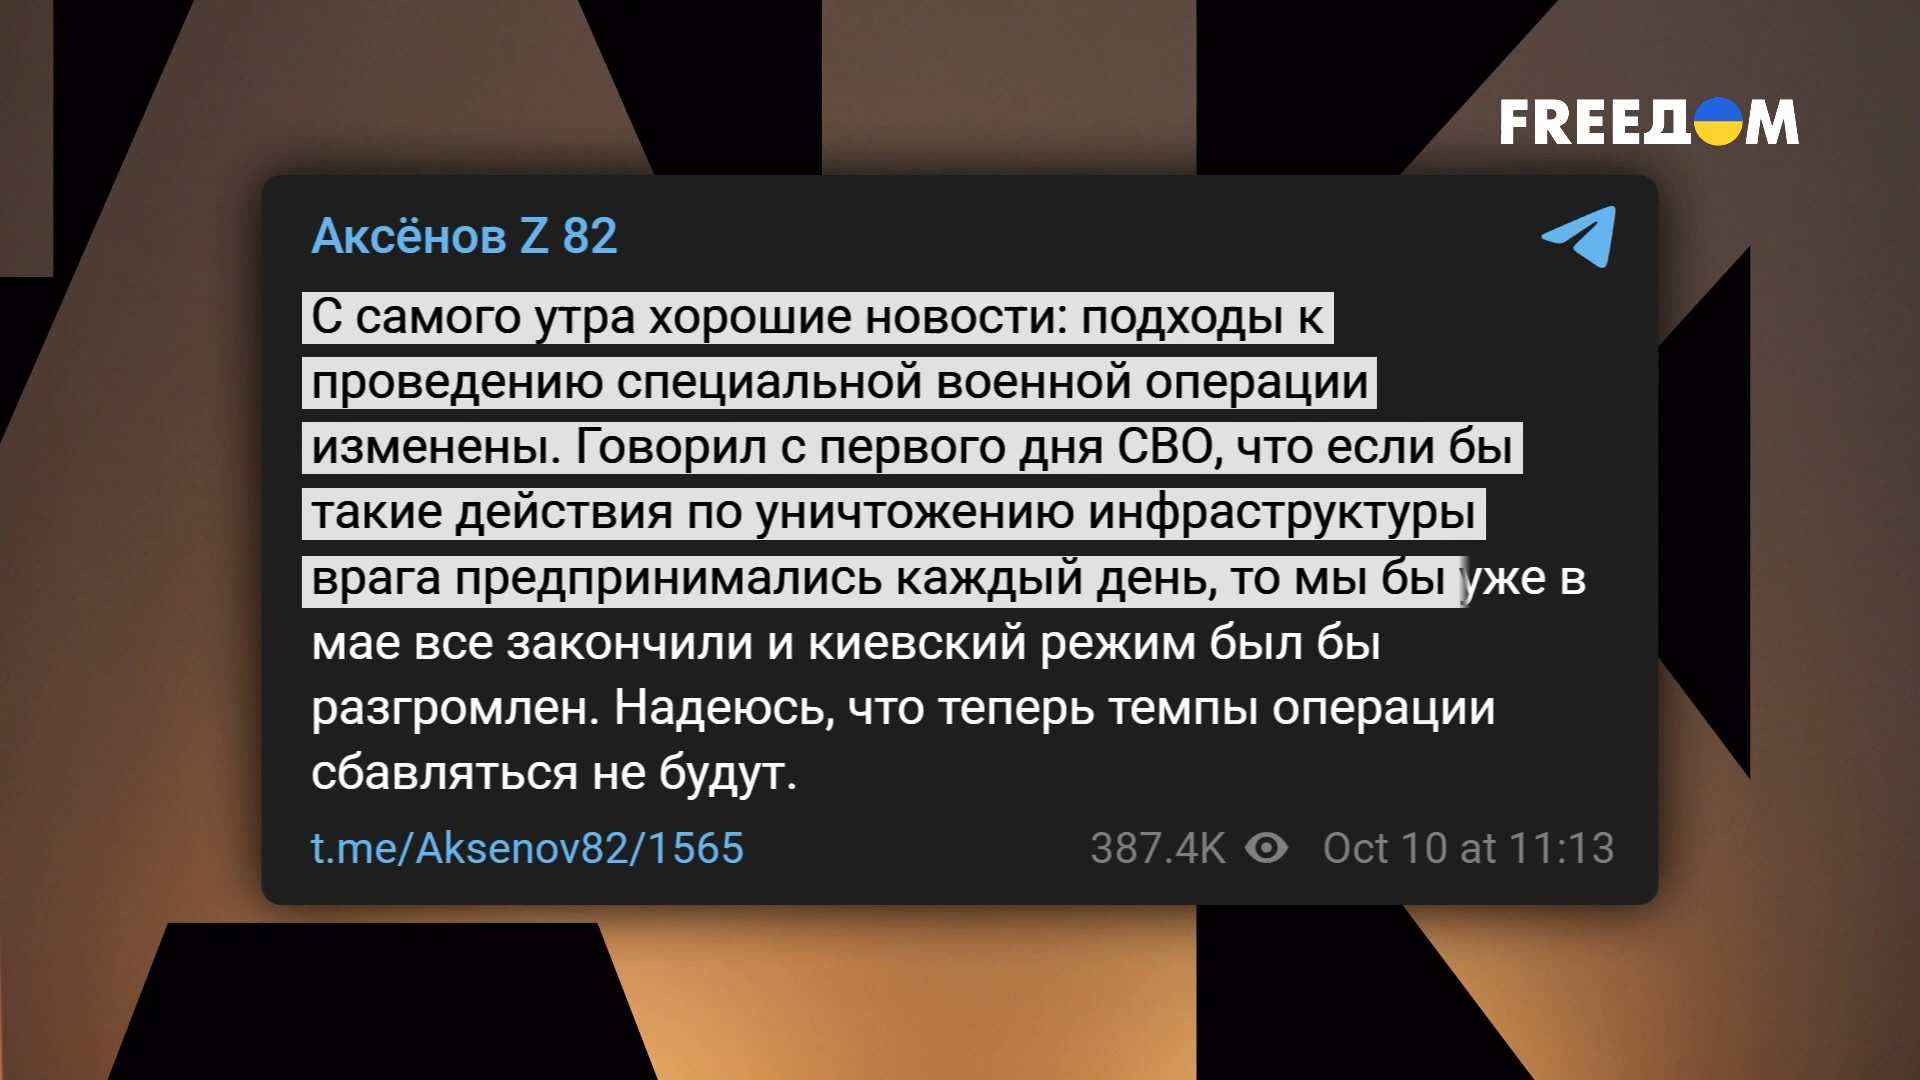 FREEДОM
Аксёнов Z 82
С самого утра хорошие новости: подходы к
проведению специальной военной операции
изменены. Говорил с первого дня СВО, что если бы
такие действия по уничтожению инфраструктуры
врага предпринимались каждый день, то мы бы уже в
мае все закончили и киевский режим был бы
разгромлен. Надеюсь, что теперь темпы операции
сбавляться не будут.
t.me/Aksenov82/1565
387.4K Oct 10 at 11:13